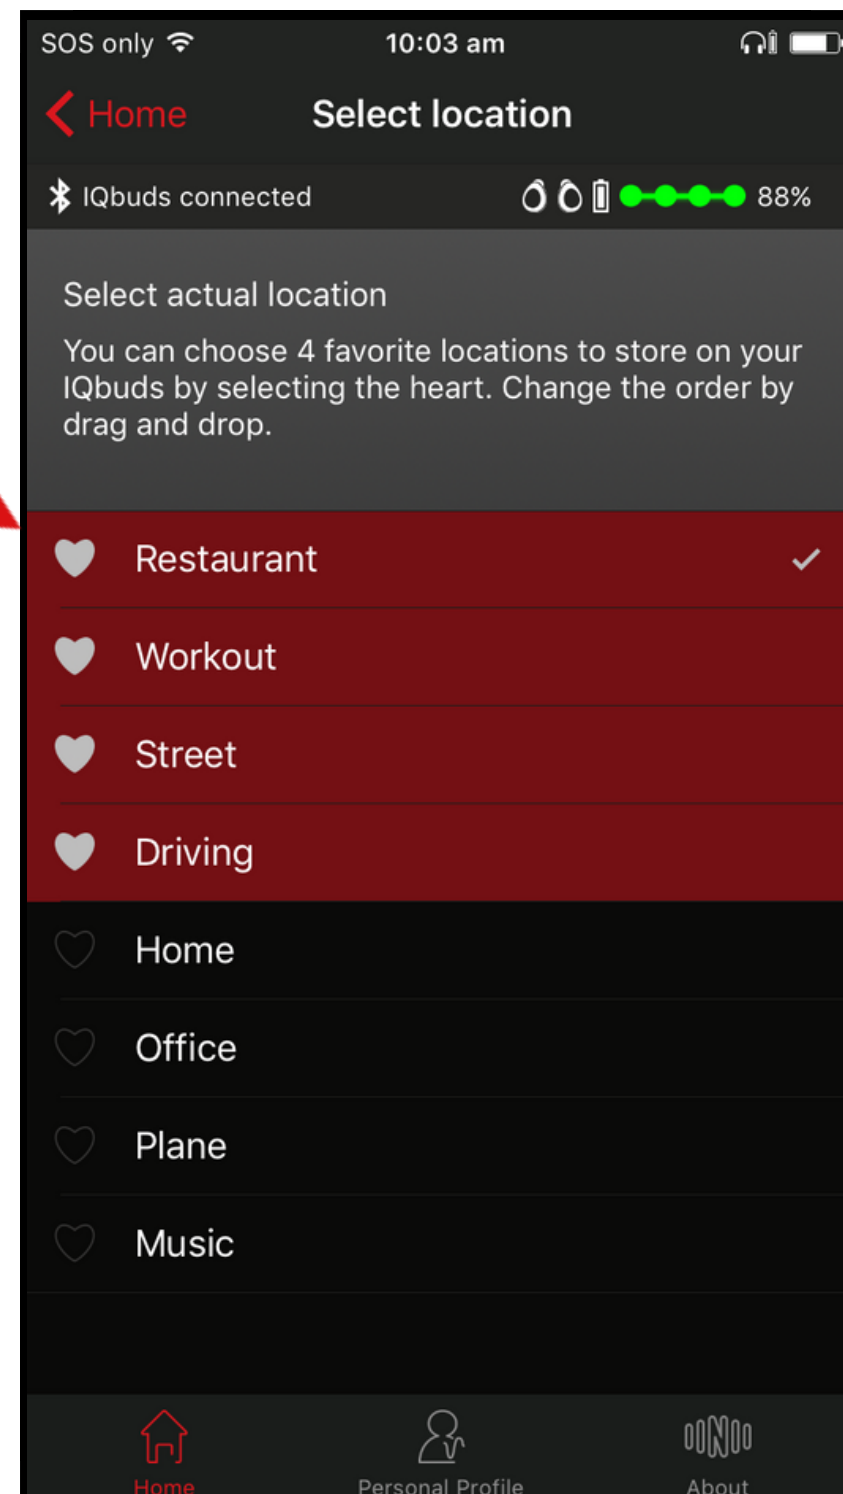 SOS only 10:03 am
Home Select location
IQbuds connected 88%
Select actual location
You can choose 4 favorite locations to store on your
IQbuds by selecting the heart. Change the order by
drag and drop.
Restaurant
Workout
Street
Driving
Home
Office
Plane
Music
Home Personal Profile About